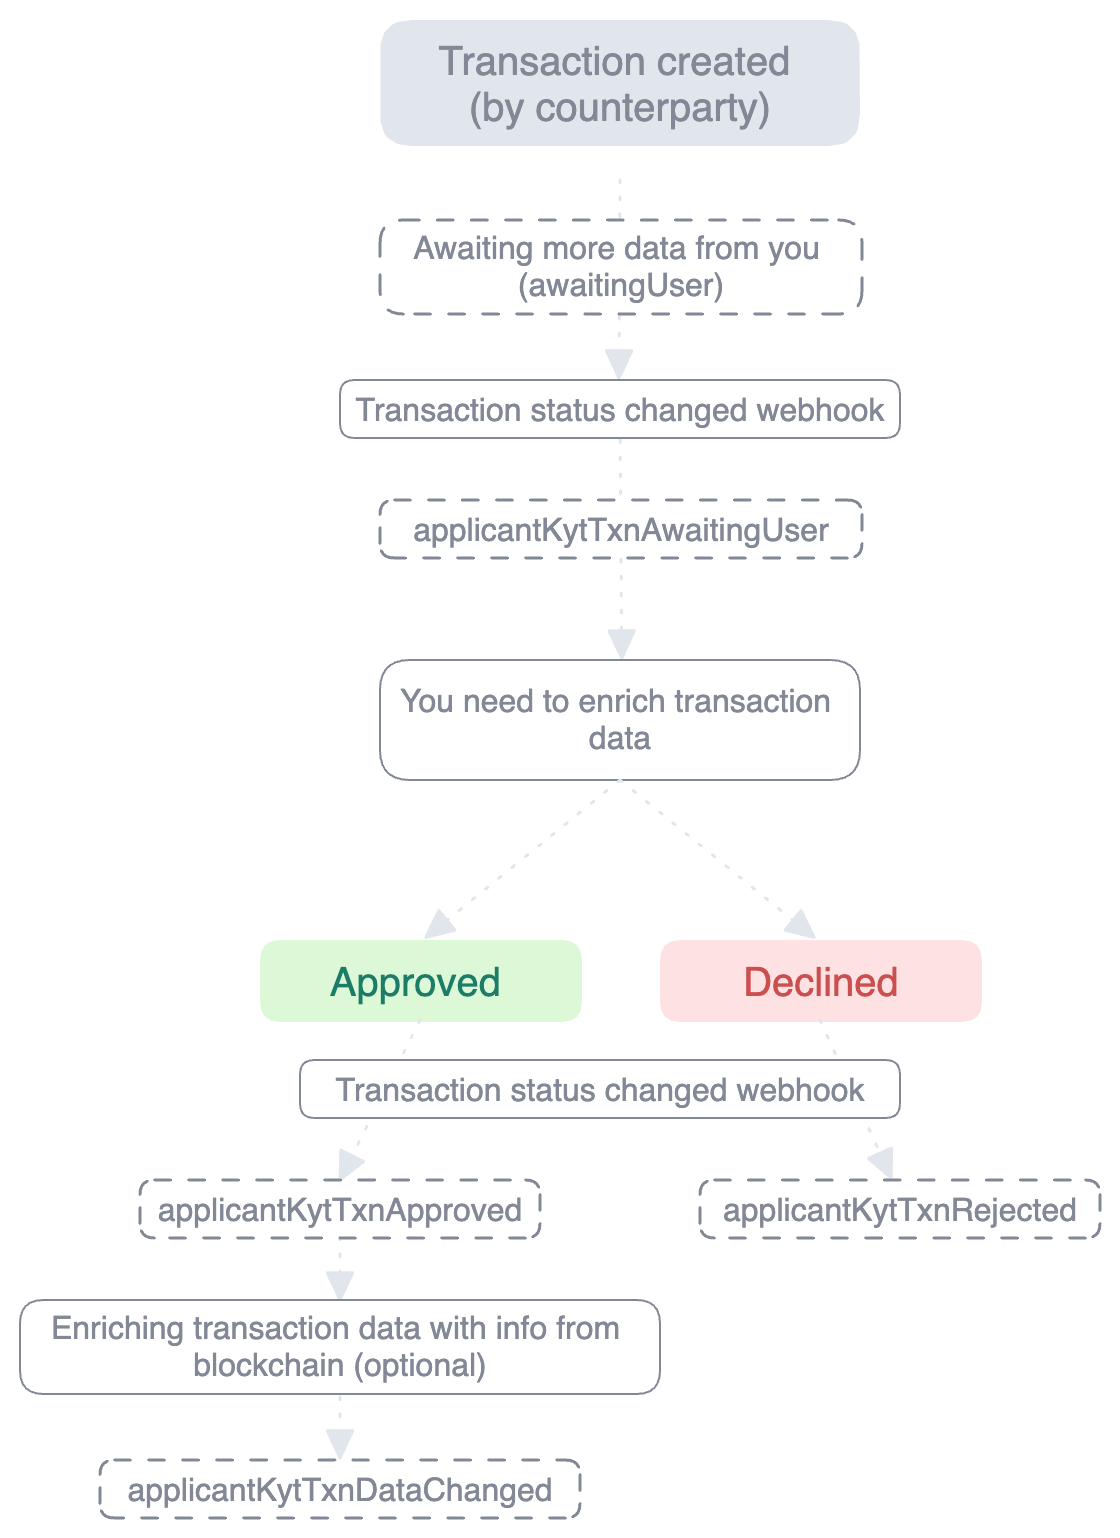 Transaction created
(by counterparty)
Awaiting more data from you
(awaitingUser)
Transaction status changed webhook
applicantKytTxnAwaitingUser
You need to enrich transaction
data
Approved
Declined
Transaction status changed webhook
applicantKytTxnApproved
applicantKytTxnRejected
Enriching transaction data with info from
blockchain (optional)
applicantKytTxnDataChanged